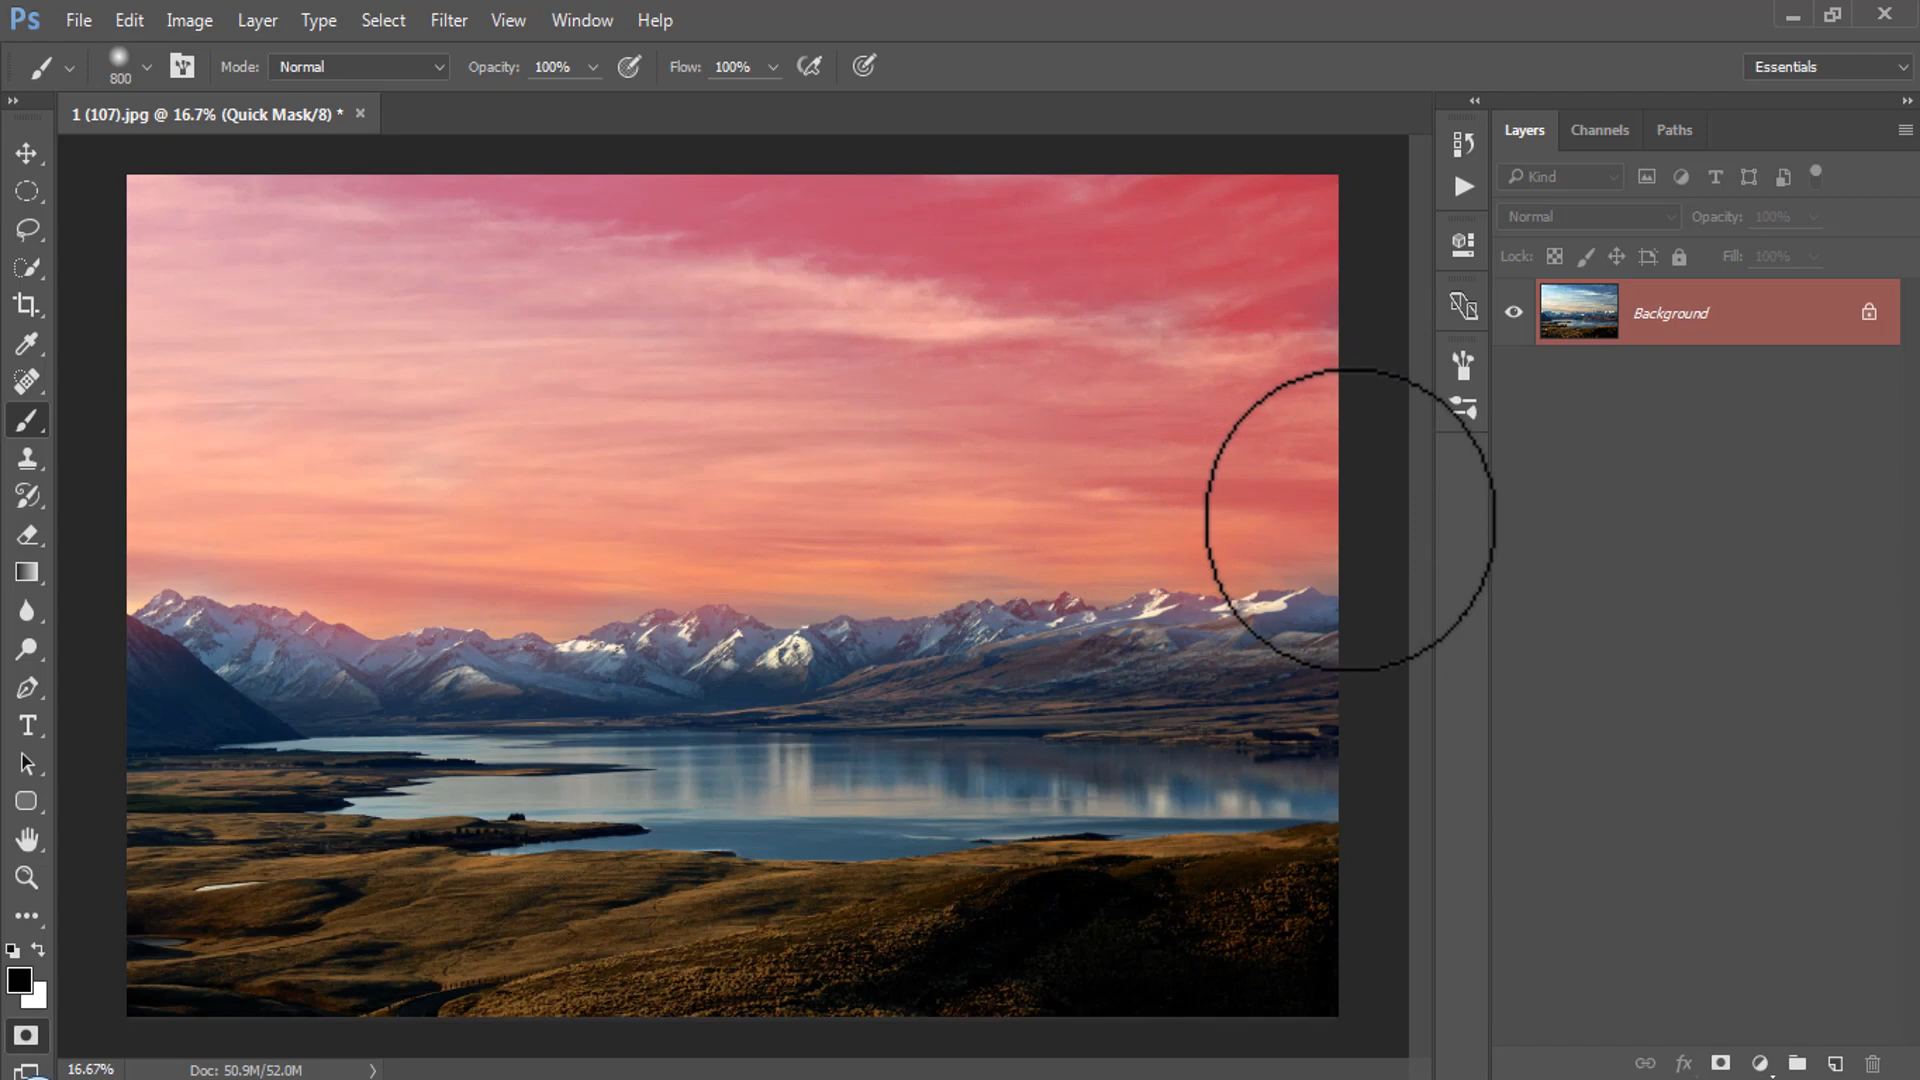 Ps File Edit Image Layer Type Select Filter View Window Help
800 Mode: Normal Opacity: 100% Flow: 100% Essentials
1 (107).jpg @ 16.7% (Quick Mask/8) * ×
Layers Channels Paths
Kind
Normal Opacity: 100%
Lock: Fill: 100%
Background
16.67% Doc: 50.9M/52.0M
fx